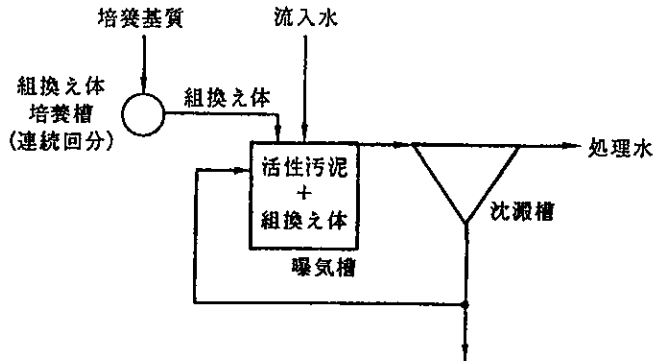 培養基質
流入水
組換え体
培養槽
(連続回分)
組換え体
活性汚泥
+
組換え体
曝気槽
処理水
沈澱槽